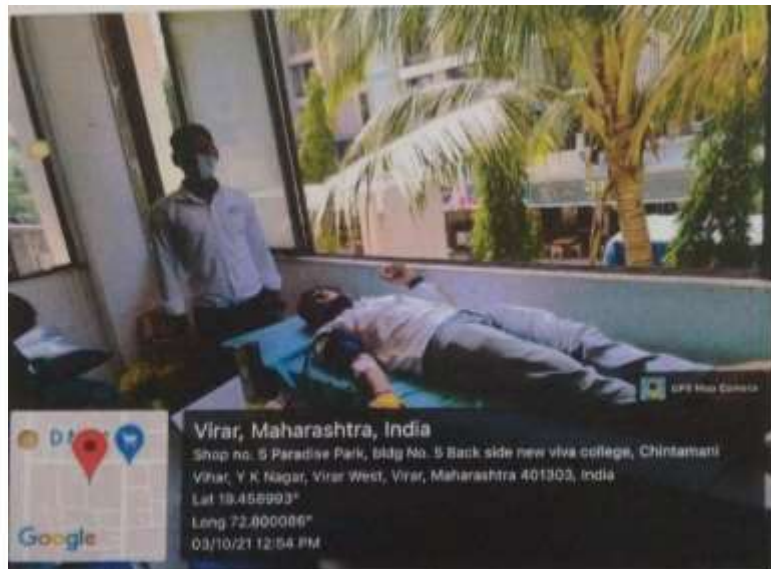 GPS Map Camera
D M
Google
Virar, Maharashtra, India
Shop no. 5 Paradise Park, bldg No. 5 Back side new viva college, Chintamani
Vihar, Y K Nagar, Virar West, Virar, Maharashtra 401303, India
Lat 19.458993°
Long 72.800086°
03/10/21 12:54 PM